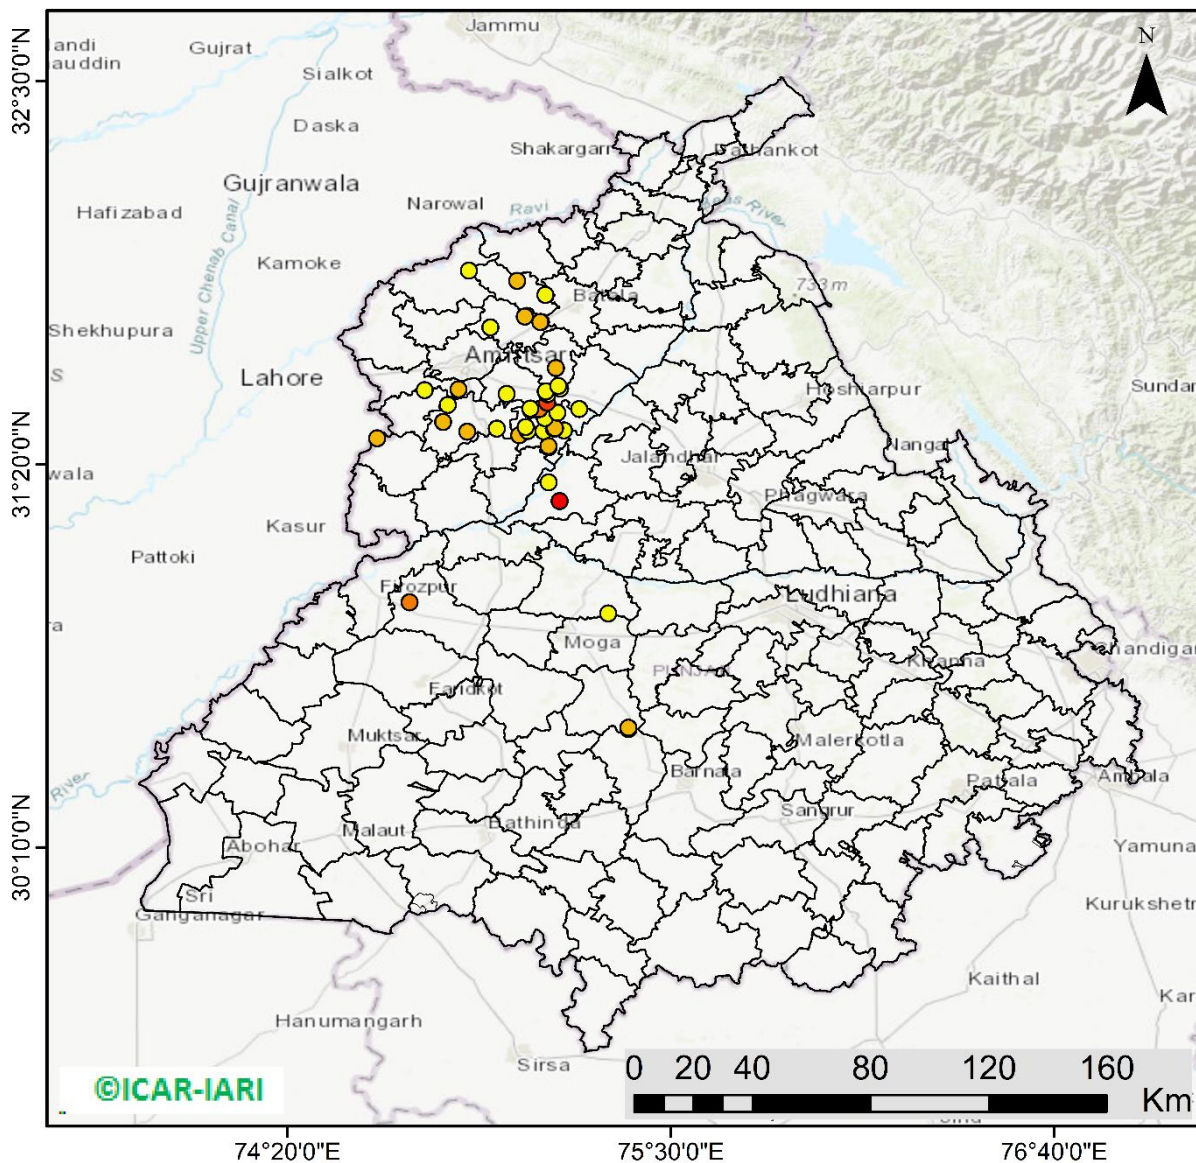 Jammu
andi
auddin
Gujrat
Sialkot
N
32°30'0"N
Daska
Shakargarh
Pathankot
Gujranwala
Hafizabad
Narowal
Ravi
Beas River
Upper Chenab Canal
Kamoke
733 m
Batala
Shekhupura
Amritsar
S
Lahore
Hoshiarpur
Sundar
31°20'0"N
Nangal
wala
Jalandhar
Phagwara
Kasur
Pattoki
Firozpur
Ludhiana
ra
Moga
Chandigar
PUNJAB
Khanna
Faridkot
Muktsar
Malerkotla
River
Barnala
Patiala
Ambala
Sangrur
Bathinda
Malaut
Abohar
Yamuna
30°10'0"N
Sri
Ganganagar
Kurukshetr
Kaithal
Kar
Hanumangarh
Sirsa
0 20 40 80 120 160
Km
©ICAR-IARI
74°20'0"E 75°30'0"E 76°40'0"E